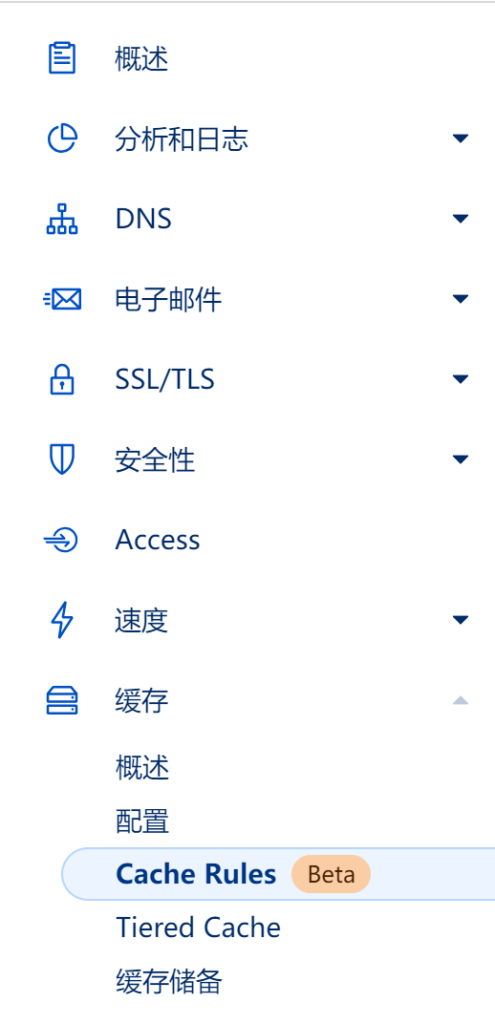 概述
分析和日志
DNS
电子邮件
SSL/TLS
安全性
Access
速度
缓存
概述
配置
Cache Rules Beta
Tiered Cache
缓存储备